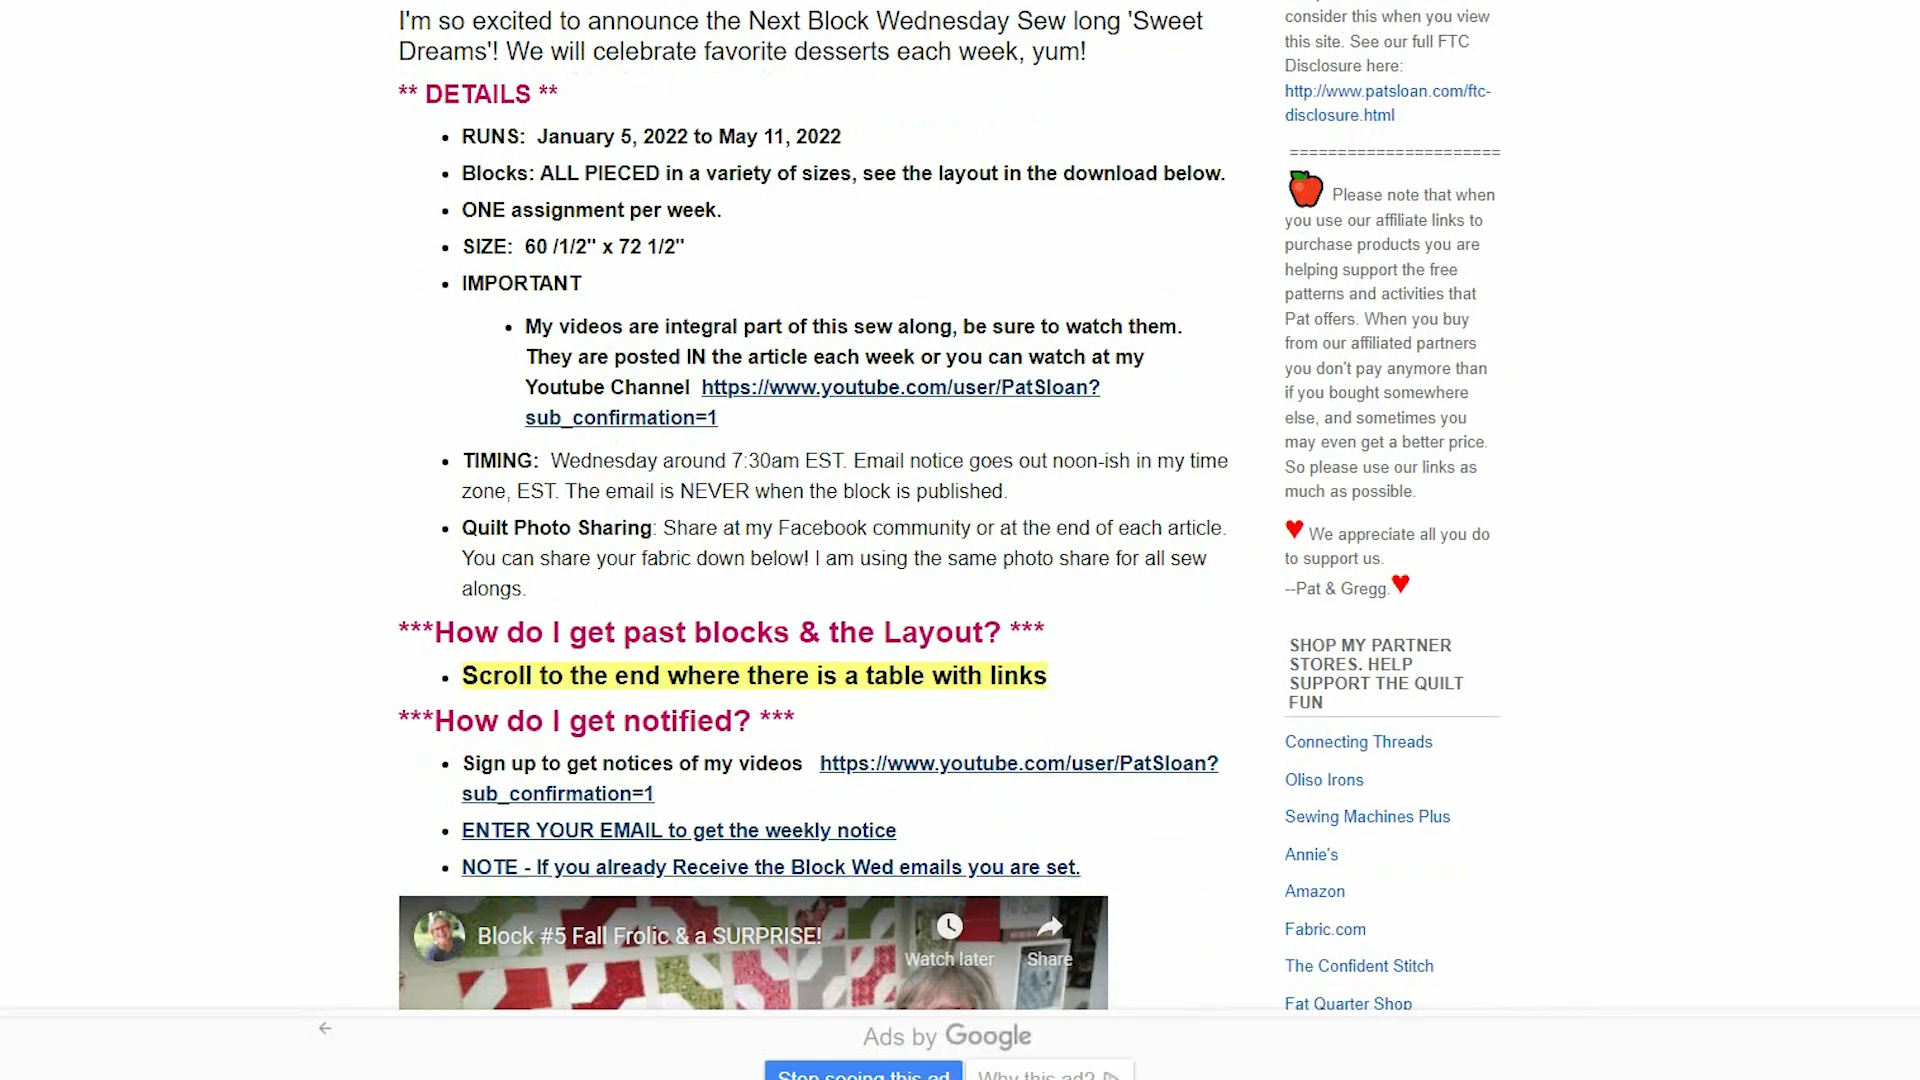 I'm so excited to announce the Next Block Wednesday Sew long 'Sweet
Dreams'! We will celebrate favorite desserts each week, yum!
** DETAILS **
RUNS:  January 5, 2022 to May 11, 2022
Blocks: ALL PIECED in a variety of sizes, see the layout in the download below.
ONE assignment per week.
SIZE:  60 /1/2" x 72 1/2"
IMPORTANT
My videos are integral part of this sew along, be sure to watch them.
They are posted IN the article each week or you can watch at my
Youtube Channel  https://www.youtube.com/user/PatSloan?
sub_confirmation=1
TIMING:  Wednesday around 7:30am EST. Email notice goes out noon-ish in my time
zone, EST. The email is NEVER when the block is published.
Quilt Photo Sharing: Share at my Facebook community or at the end of each article.
You can share your fabric down below! I am using the same photo share for all sew
alongs.
***How do I get past blocks & the Layout? ***
Scroll to the end where there is a table with links
***How do I get notified? ***
Sign up to get notices of my videos   https://www.youtube.com/user/PatSloan?
sub_confirmation=1
ENTER YOUR EMAIL to get the weekly notice
NOTE - If you already Receive the Block Wed emails you are set.
Block #5 Fall Frolic & a SURPRISE!
Watch later
Share
consider this when you view
this site. See our full FTC
Disclosure here:
http://www.patsloan.com/ftc-
disclosure.html
======================
Please note that when
you use our affiliate links to
purchase products you are
helping support the free
patterns and activities that
Pat offers. When you buy
from our affiliated partners
you don't pay anymore than
if you bought somewhere
else, and sometimes you
may even get a better price.
So please use our links as
much as possible.
We appreciate all you do
to support us.
--Pat & Gregg.
SHOP MY PARTNER
STORES. HELP
SUPPORT THE QUILT
FUN
Connecting Threads
Oliso Irons
Sewing Machines Plus
Annie's
Amazon
Fabric.com
The Confident Stitch
Fat Quarter Shop
Ads by Google
Stop seeing this ad
Why this ad?